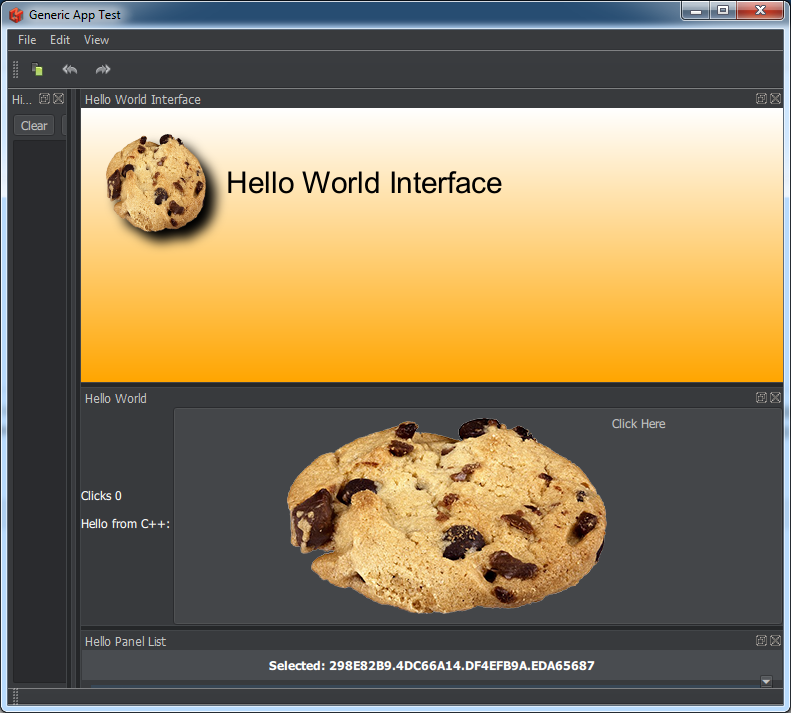 Generic App Test
File Edit View
Hi... Hello World Interface
Clear
Hello World Interface
Hello World
Click Here
Clicks 0
Hello from C++:
Hello Panel List
Selected: 298E82B9.4DC66A14.DF4EFB9A.EDA65687